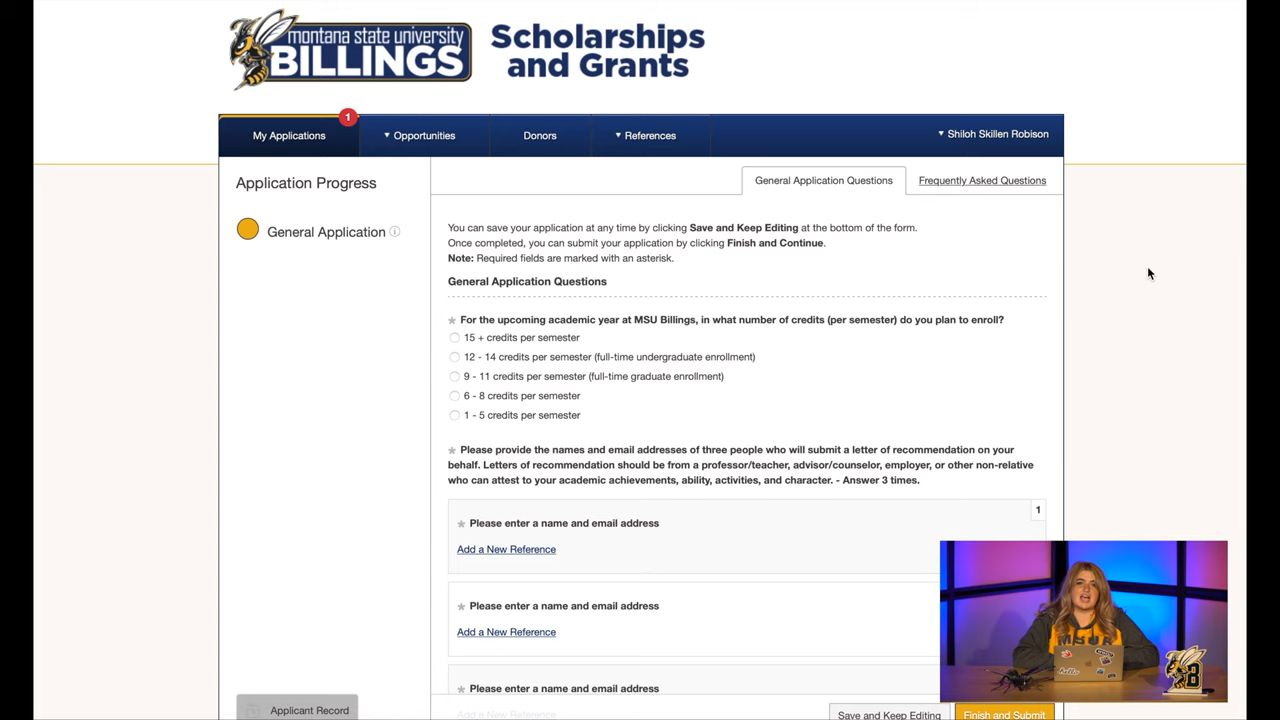 montana state university
BILLINGS
Scholarships
and Grants
My Applications
1
Opportunities
Donors
References
Shiloh Skillen Robison
Application Progress
General Application
General Application Questions
Frequently Asked Questions
You can save your application at any time by clicking Save and Keep Editing at the bottom of the form.
Once completed, you can submit your application by clicking Finish and Continue.
Note: Required fields are marked with an asterisk.
General Application Questions
* For the upcoming academic year at MSU Billings, in what number of credits (per semester) do you plan to enroll?
15 + credits per semester
12 - 14 credits per semester (full-time undergraduate enrollment)
9 - 11 credits per semester (full-time graduate enrollment)
6 - 8 credits per semester
1 - 5 credits per semester
* Please provide the names and email addresses of three people who will submit a letter of recommendation on your
behalf. Letters of recommendation should be from a professor/teacher, advisor/counselor, employer, or other non-relative
who can attest to your academic achievements, ability, activities, and character. - Answer 3 times.
1
* Please enter a name and email address
Add a New Reference
* Please enter a name and email address
Add a New Reference
* Please enter a name and email address
Add a New Reference
Applicant Record
Save and Keep Editing
Finish and Submit
MSUB
hello
B